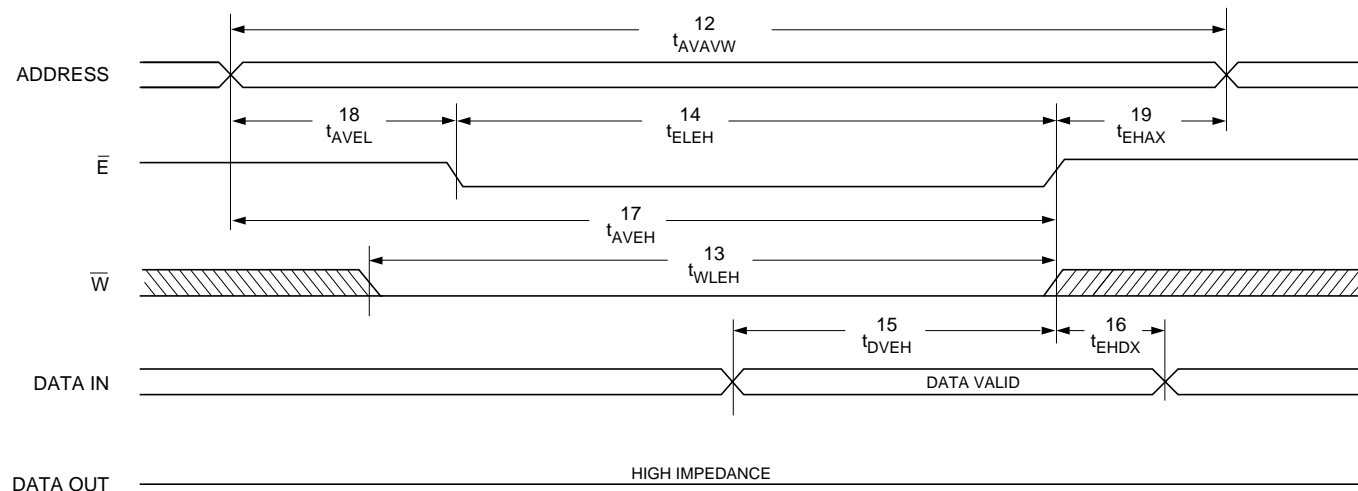 12
tAVAVW
ADDRESS
18
tAVEL
14
tELEH
19
tEHAX
E̅
17
tAVEH
13
tWLEH
W̅
15
tDVEH
16
tEHDX
DATA IN
DATA VALID
HIGH IMPEDANCE
DATA OUT